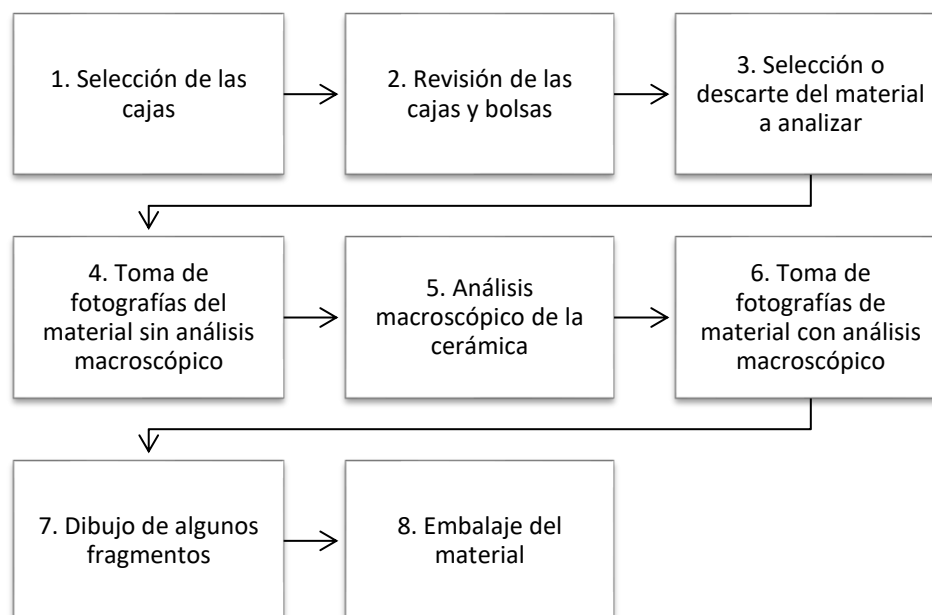 1. Selección de las
cajas
2. Revisión de las
cajas y bolsas
3. Selección o
descarte del material
a analizar
4. Toma de
fotografías del
material sin análisis
macroscópico
5. Análisis
macroscópico de la
cerámica
6. Toma de
fotografías de
material con análisis
macroscópico
7. Dibujo de algunos
fragmentos
8. Embalaje del
material